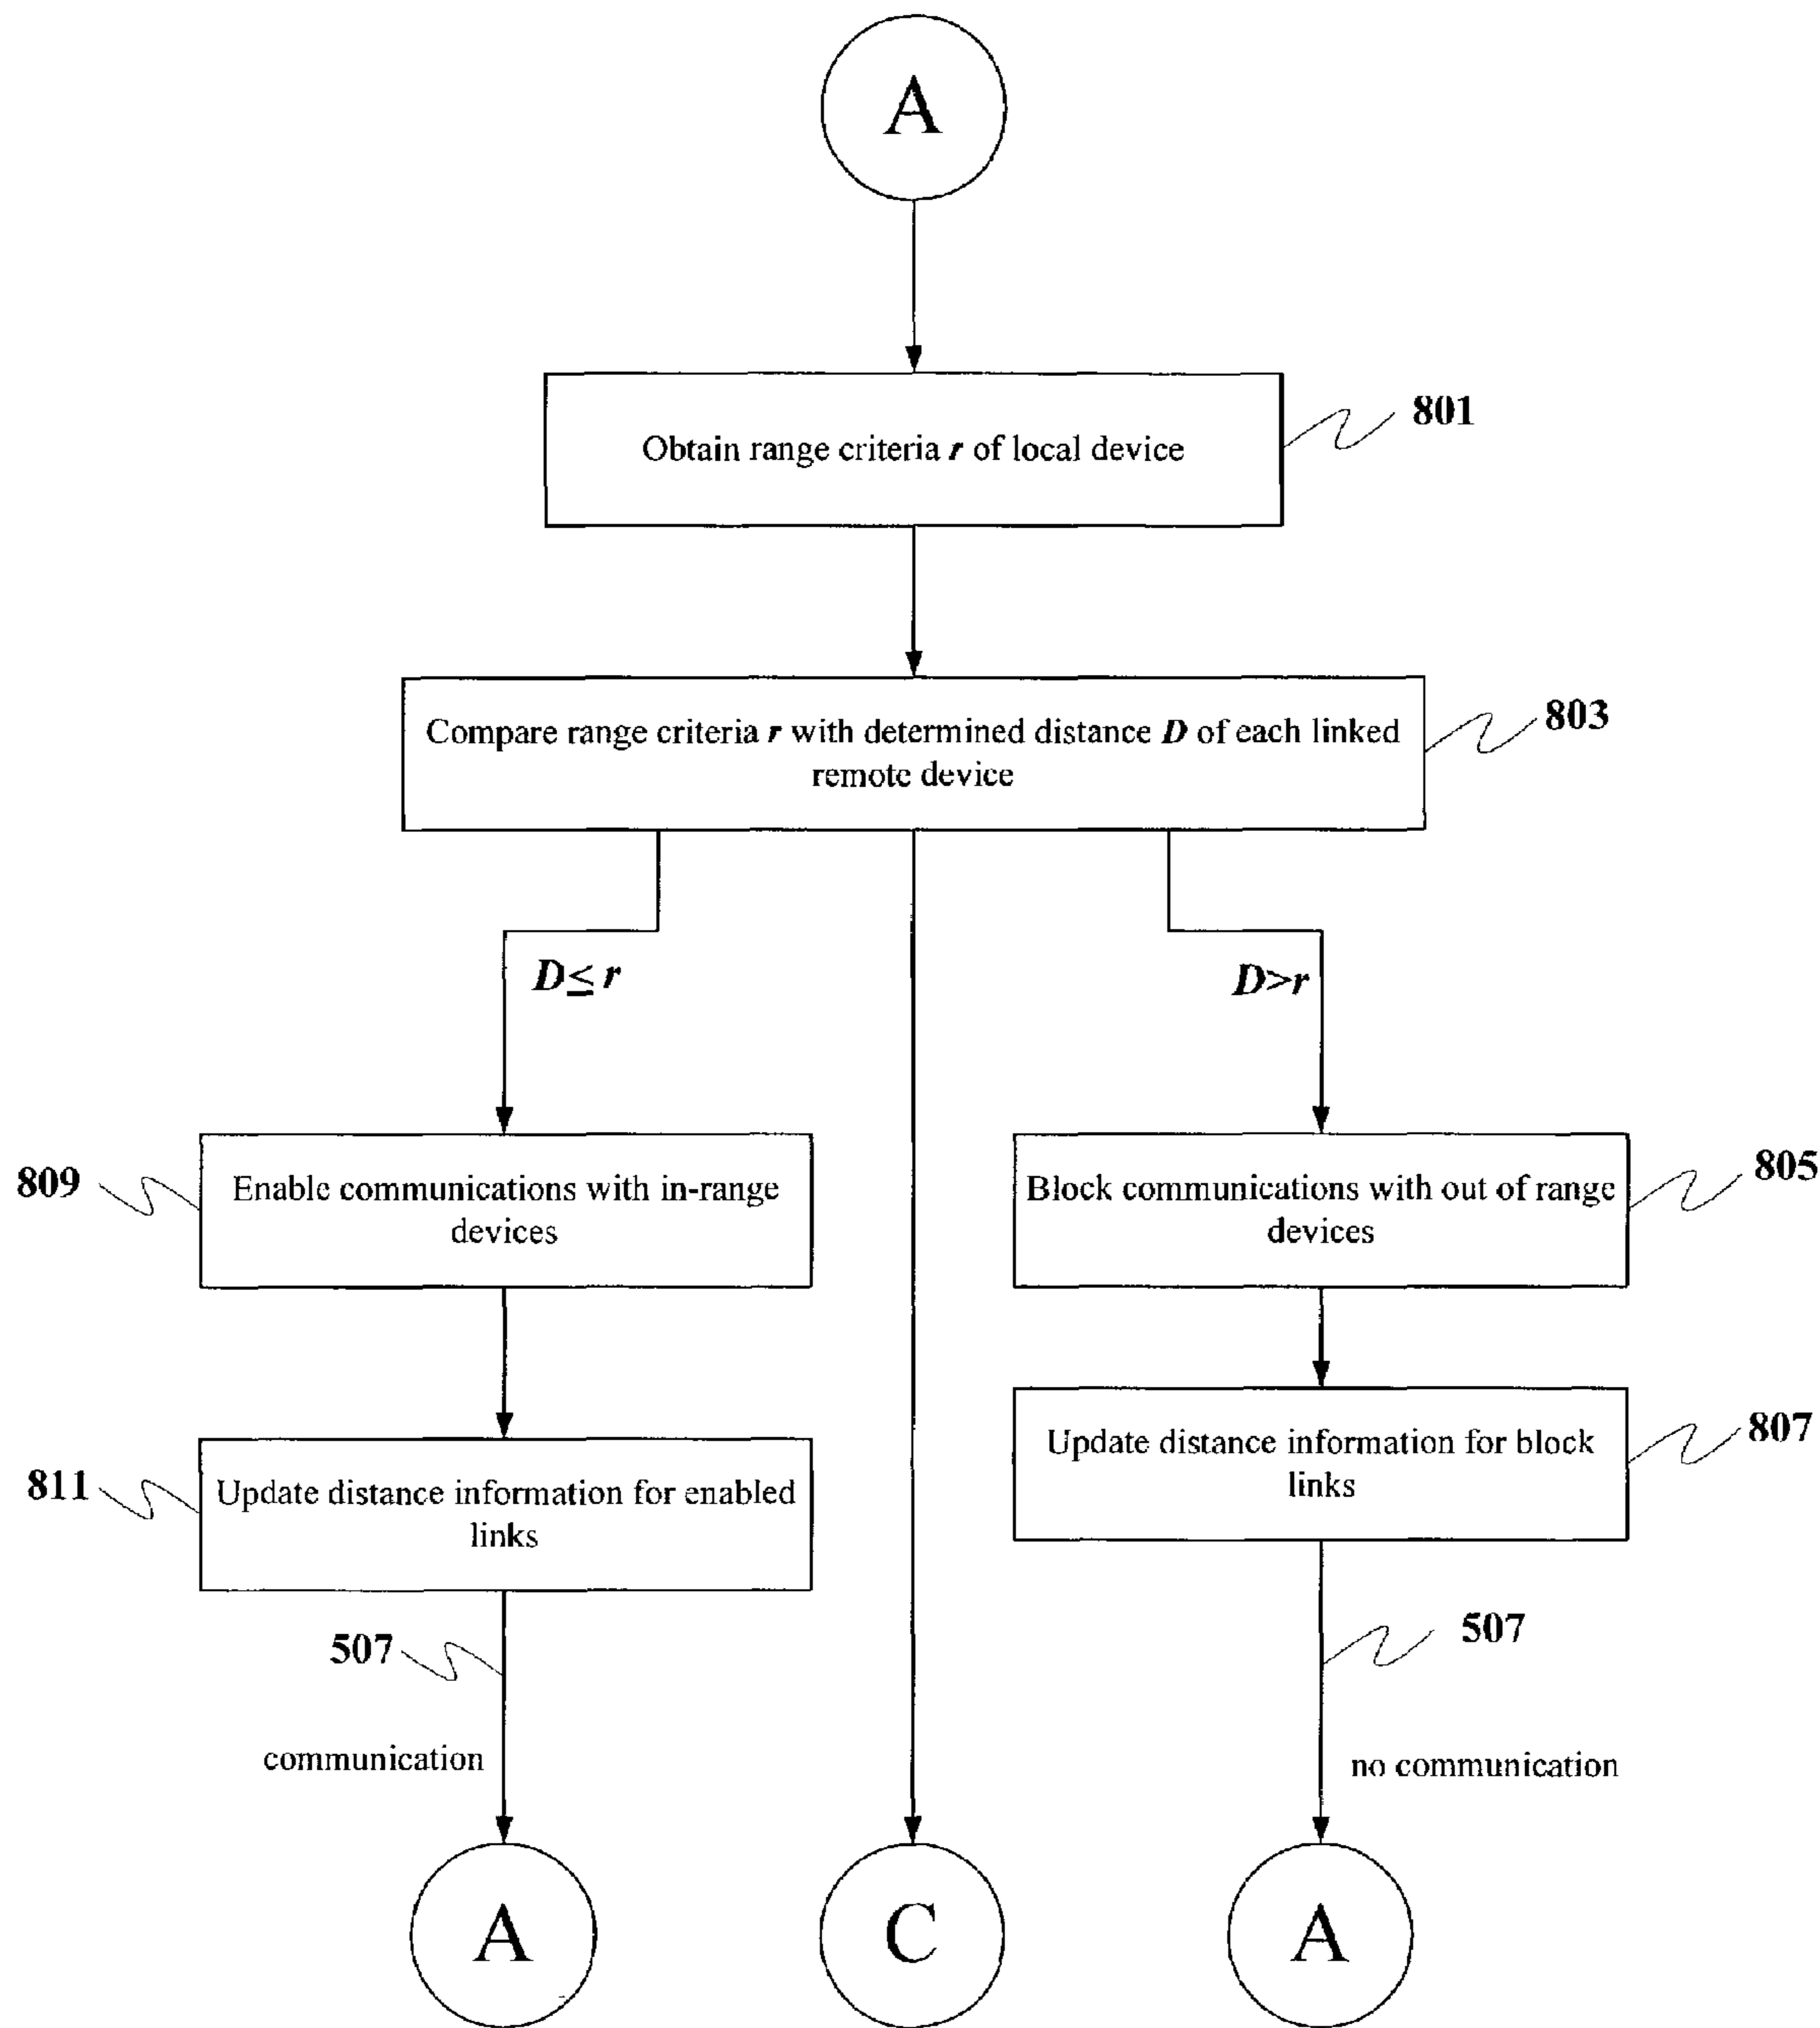 A
Obtain range criteria r of local device
801
Compare range criteria r with determined distance D of each linked
remote device
803
D≤ r
D>r
809
Enable communications with in-range
devices
Block communications with out of range
devices
805
811
Update distance information for enabled
links
Update distance information for block
links
807
507
communication
507
no communication
A
C
A